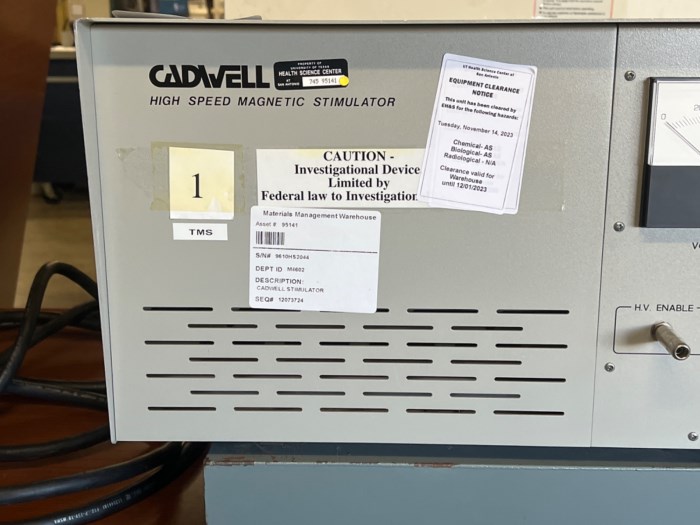 CADWELL
PROPERTY OF
UNIVERSITY OF TEXAS
HEALTH SCIENCE CENTER
AT
SAN ANTONIO
745 95141
HIGH SPEED MAGNETIC STIMULATOR
UT Health Science Center at
San Antonio
EQUIPMENT CLEARANCE
NOTICE
This unit has been cleared by
EH&S for the following hazards:
Tuesday, November 14, 2023
Chemical- AS
Biological- AS
Radiological - N/A
Clearance valid for
Warehouse
until 12/01/2023
1
TMS
CAUTION -
Investigational Device
Limited by
Federal law to Investigation
Materials Management Warehouse
Asset # 95141
S/N#
DEPT ID
DESCRIPTION:
CADWELL STIMULATOR
SEQ# 12073724
0
H.V. ENABLE